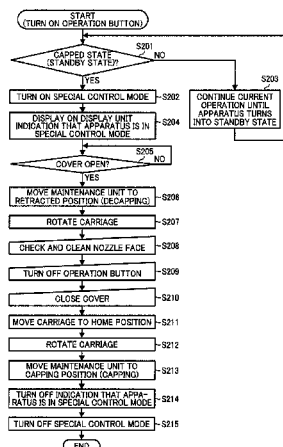 START
(TURN ON OPERATION BUTTON)
S201
CAPPED STATE
(STANDBY STATE)?
NO
YES
S203
CONTINUE CURRENT
OPERATION UNTIL
APPARATUS TURNS
INTO STANDBY STATE
TURN ON SPECIAL CONTROL MODE
S202
DISPLAY ON DISPLAY UNIT
INDICATION THAT APPARATUS IS IN
SPECIAL CONTROL MODE
S204
S205
COVER OPEN?
NO
YES
MOVE MAINTENANCE UNIT TO
RETRACTED POSITION (DECAPPING)
S206
ROTATE CARRIAGE
S207
CHECK AND CLEAN NOZZLE FACE
S208
TURN OFF OPERATION BUTTON
S209
CLOSE COVER
S210
MOVE CARRIAGE TO HOME POSITION
S211
ROTATE CARRIAGE
S212
MOVE MAINTENANCE UNIT TO
CAPPING POSITION (CAPPING)
S213
TURN OFF INDICATION THAT APPA-
RATUS IS IN SPECIAL CONTROL MODE
S214
TURN OFF SPECIAL CONTROL MODE
S215
END